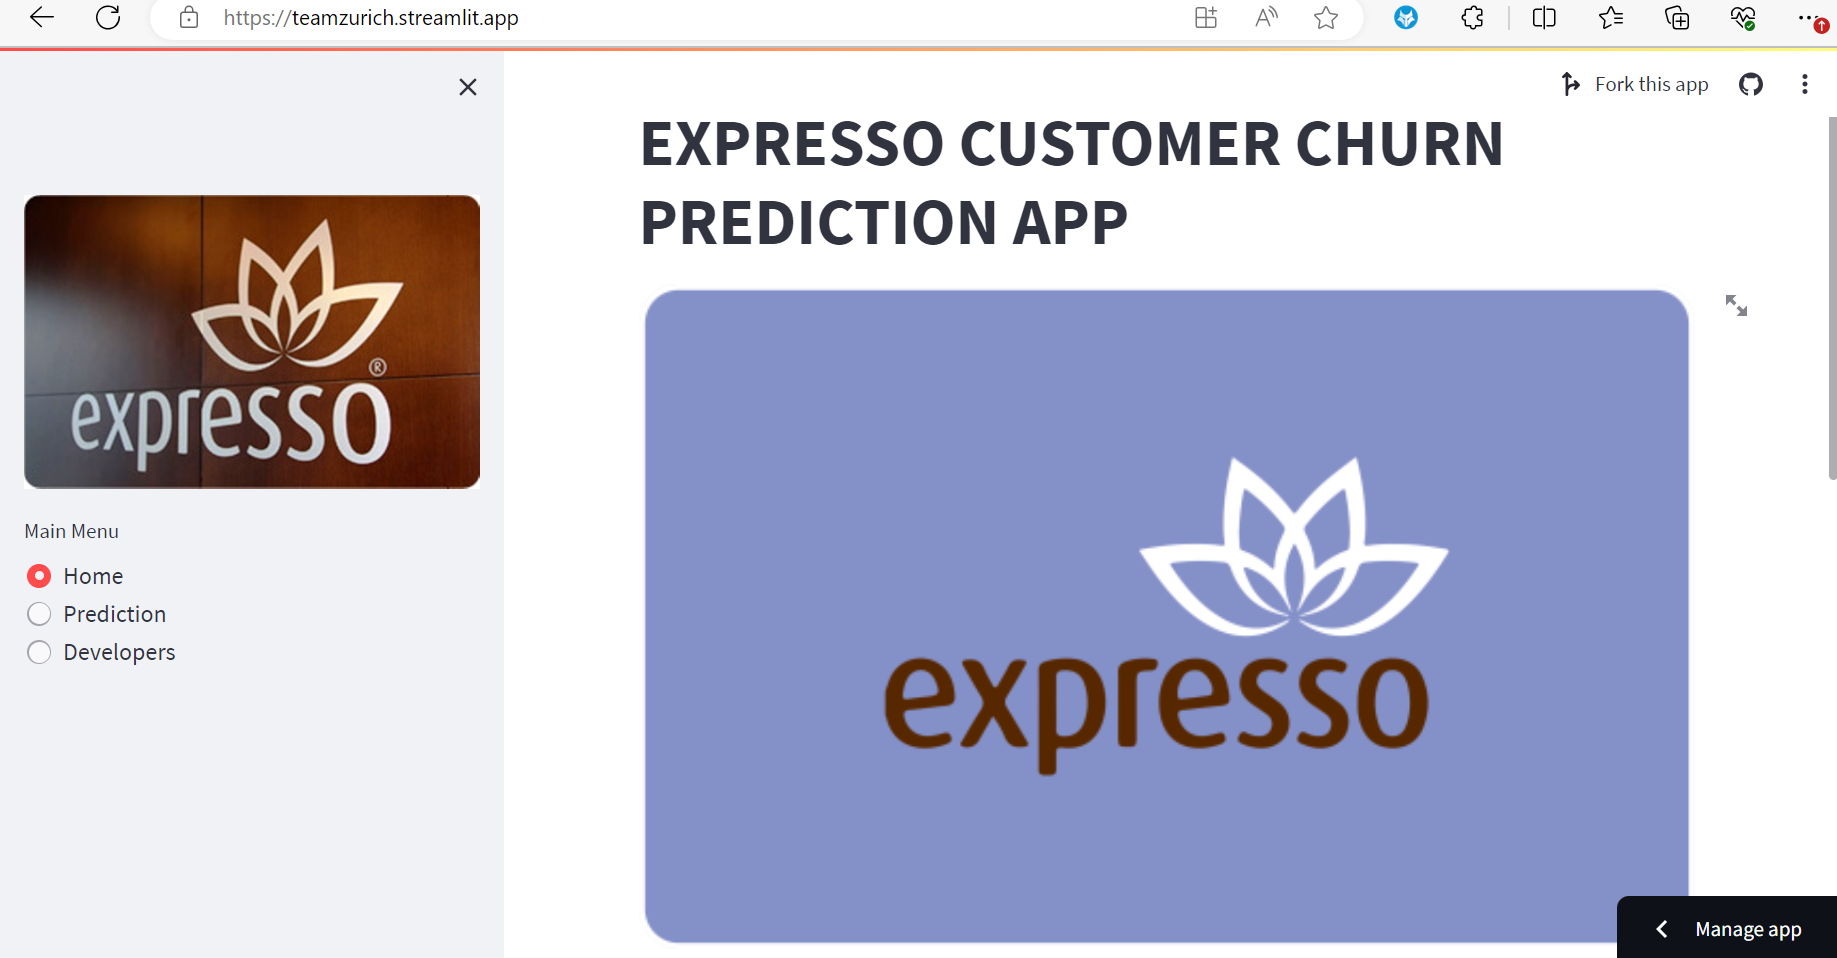 https://teamzurich.streamlit.app
Fork this app
EXPRESSO CUSTOMER CHURN
PREDICTION APP
expresso®
Main Menu
Home
Prediction
Developers
expresso
Manage app